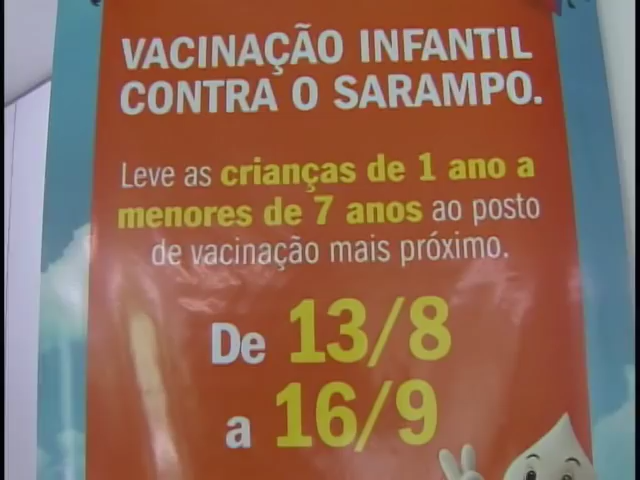 VACINAÇÃO INFANTIL
CONTRA O SARAMPO.
Leve as crianças de 1 ano a
menores de 7 anos ao posto
de vacinação mais próximo.
De 13/8
a 16/9